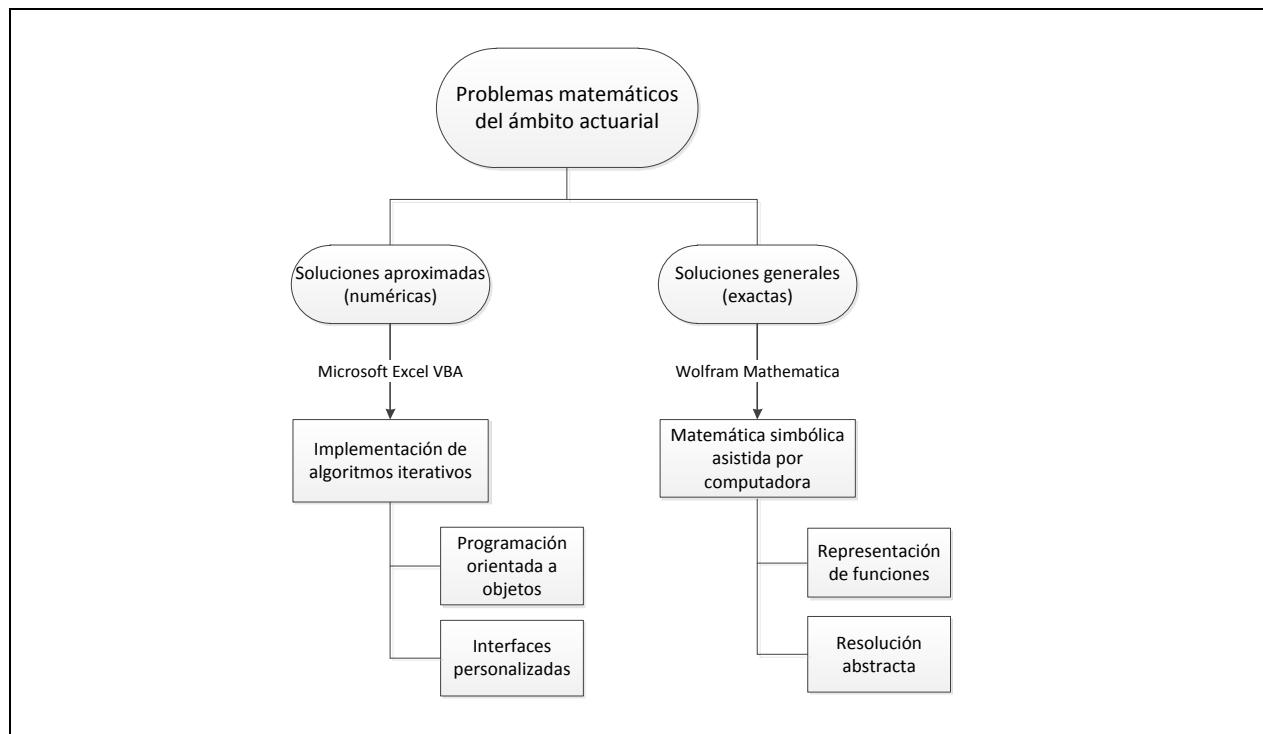 Problemas matemáticos
del ámbito actuarial
Soluciones aproximadas
(numéricas)
Soluciones generales
(exactas)
Microsoft Excel VBA
Wolfram Mathematica
Implementación de
algoritmos iterativos
Matemática simbólica
asistida por
computadora
Programación
orientada a
objetos
Representación
de funciones
Interfaces
personalizadas
Resolución
abstracta